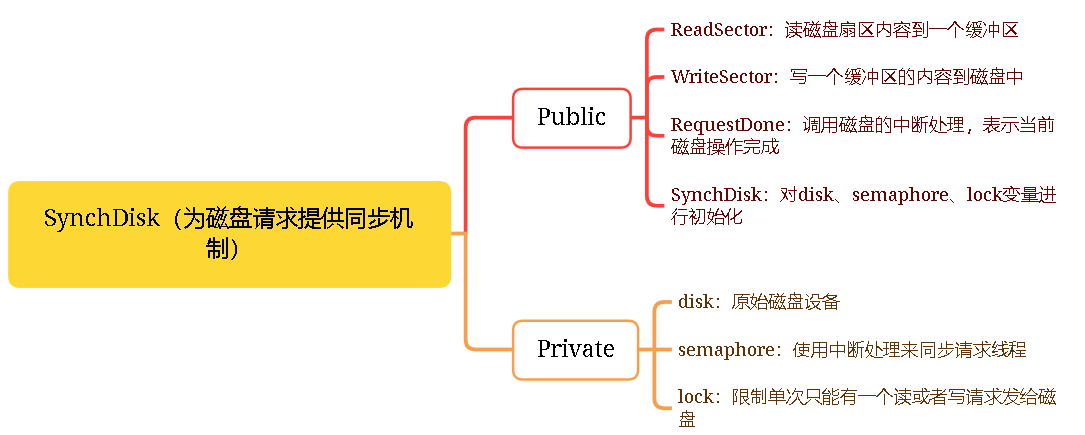 SynchDisk（为磁盘请求提供同步机
制）
Public
ReadSector：读磁盘扇区内容到一个缓冲区
WriteSector：写一个缓冲区的内容到磁盘中
RequestDone：调用磁盘的中断处理，表示当前
磁盘操作完成
SynchDisk：对disk、semaphore、lock变量进
行初始化
Private
disk：原始磁盘设备
semaphore：使用中断处理来同步请求线程
lock：限制单次只能有一个读或者写请求发给磁
盘